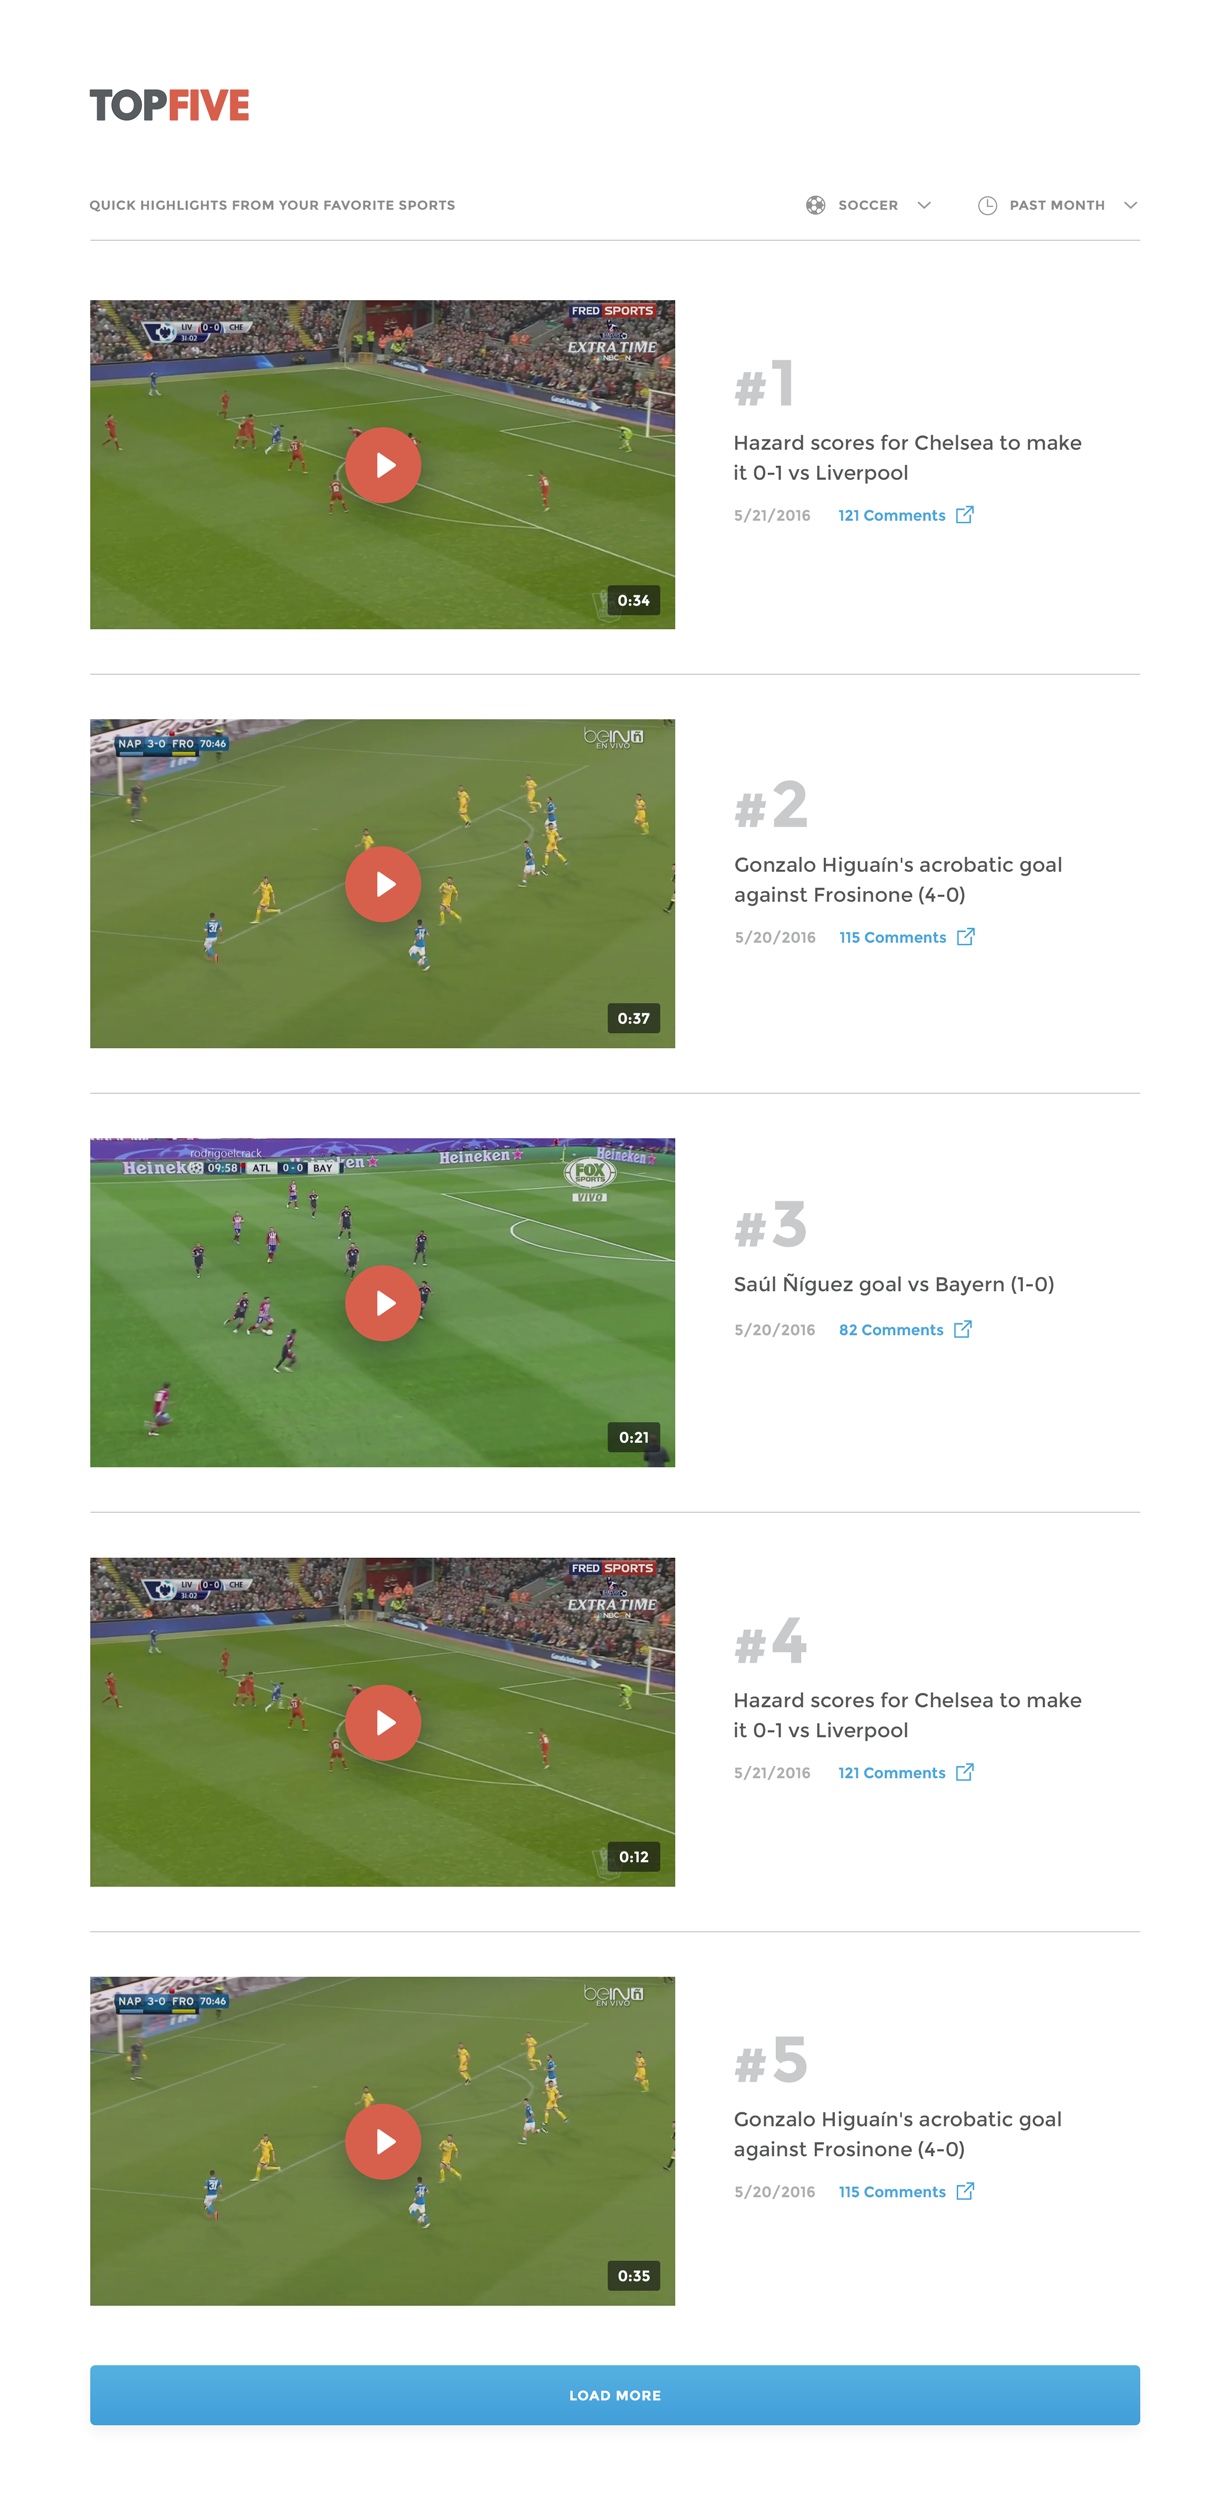 TOPFIVE
QUICK HIGHLIGHTS FROM YOUR FAVORITE SPORTS
SOCCER
PAST MONTH
LIV 0-0 CHE
31:02
FRED SPORTS
EXTRA TIME
NBCSN
0:34
#1
Hazard scores for Chelsea to make
it 0-1 vs Liverpool
5/21/2016 121 Comments
NAP 3-0 FRO 70:46
beIN
EN VIVO
0:37
#2
Gonzalo Higuaín's acrobatic goal
against Frosinone (4-0)
5/20/2016 115 Comments
rodrigoelcrack
Heineken
Heineken
Heineken
09:58 ATL 0-0 BAY
FOX
SPORTS
VIVO
0:21
#3
Saúl Ñíguez goal vs Bayern (1-0)
5/20/2016 82 Comments
LIV 0-0 CHE
31:02
FRED SPORTS
EXTRA TIME
NBCSN
0:12
#4
Hazard scores for Chelsea to make
it 0-1 vs Liverpool
5/21/2016 121 Comments
NAP 3-0 FRO 70:46
beIN
EN VIVO
0:35
#5
Gonzalo Higuaín's acrobatic goal
against Frosinone (4-0)
5/20/2016 115 Comments
LOAD MORE